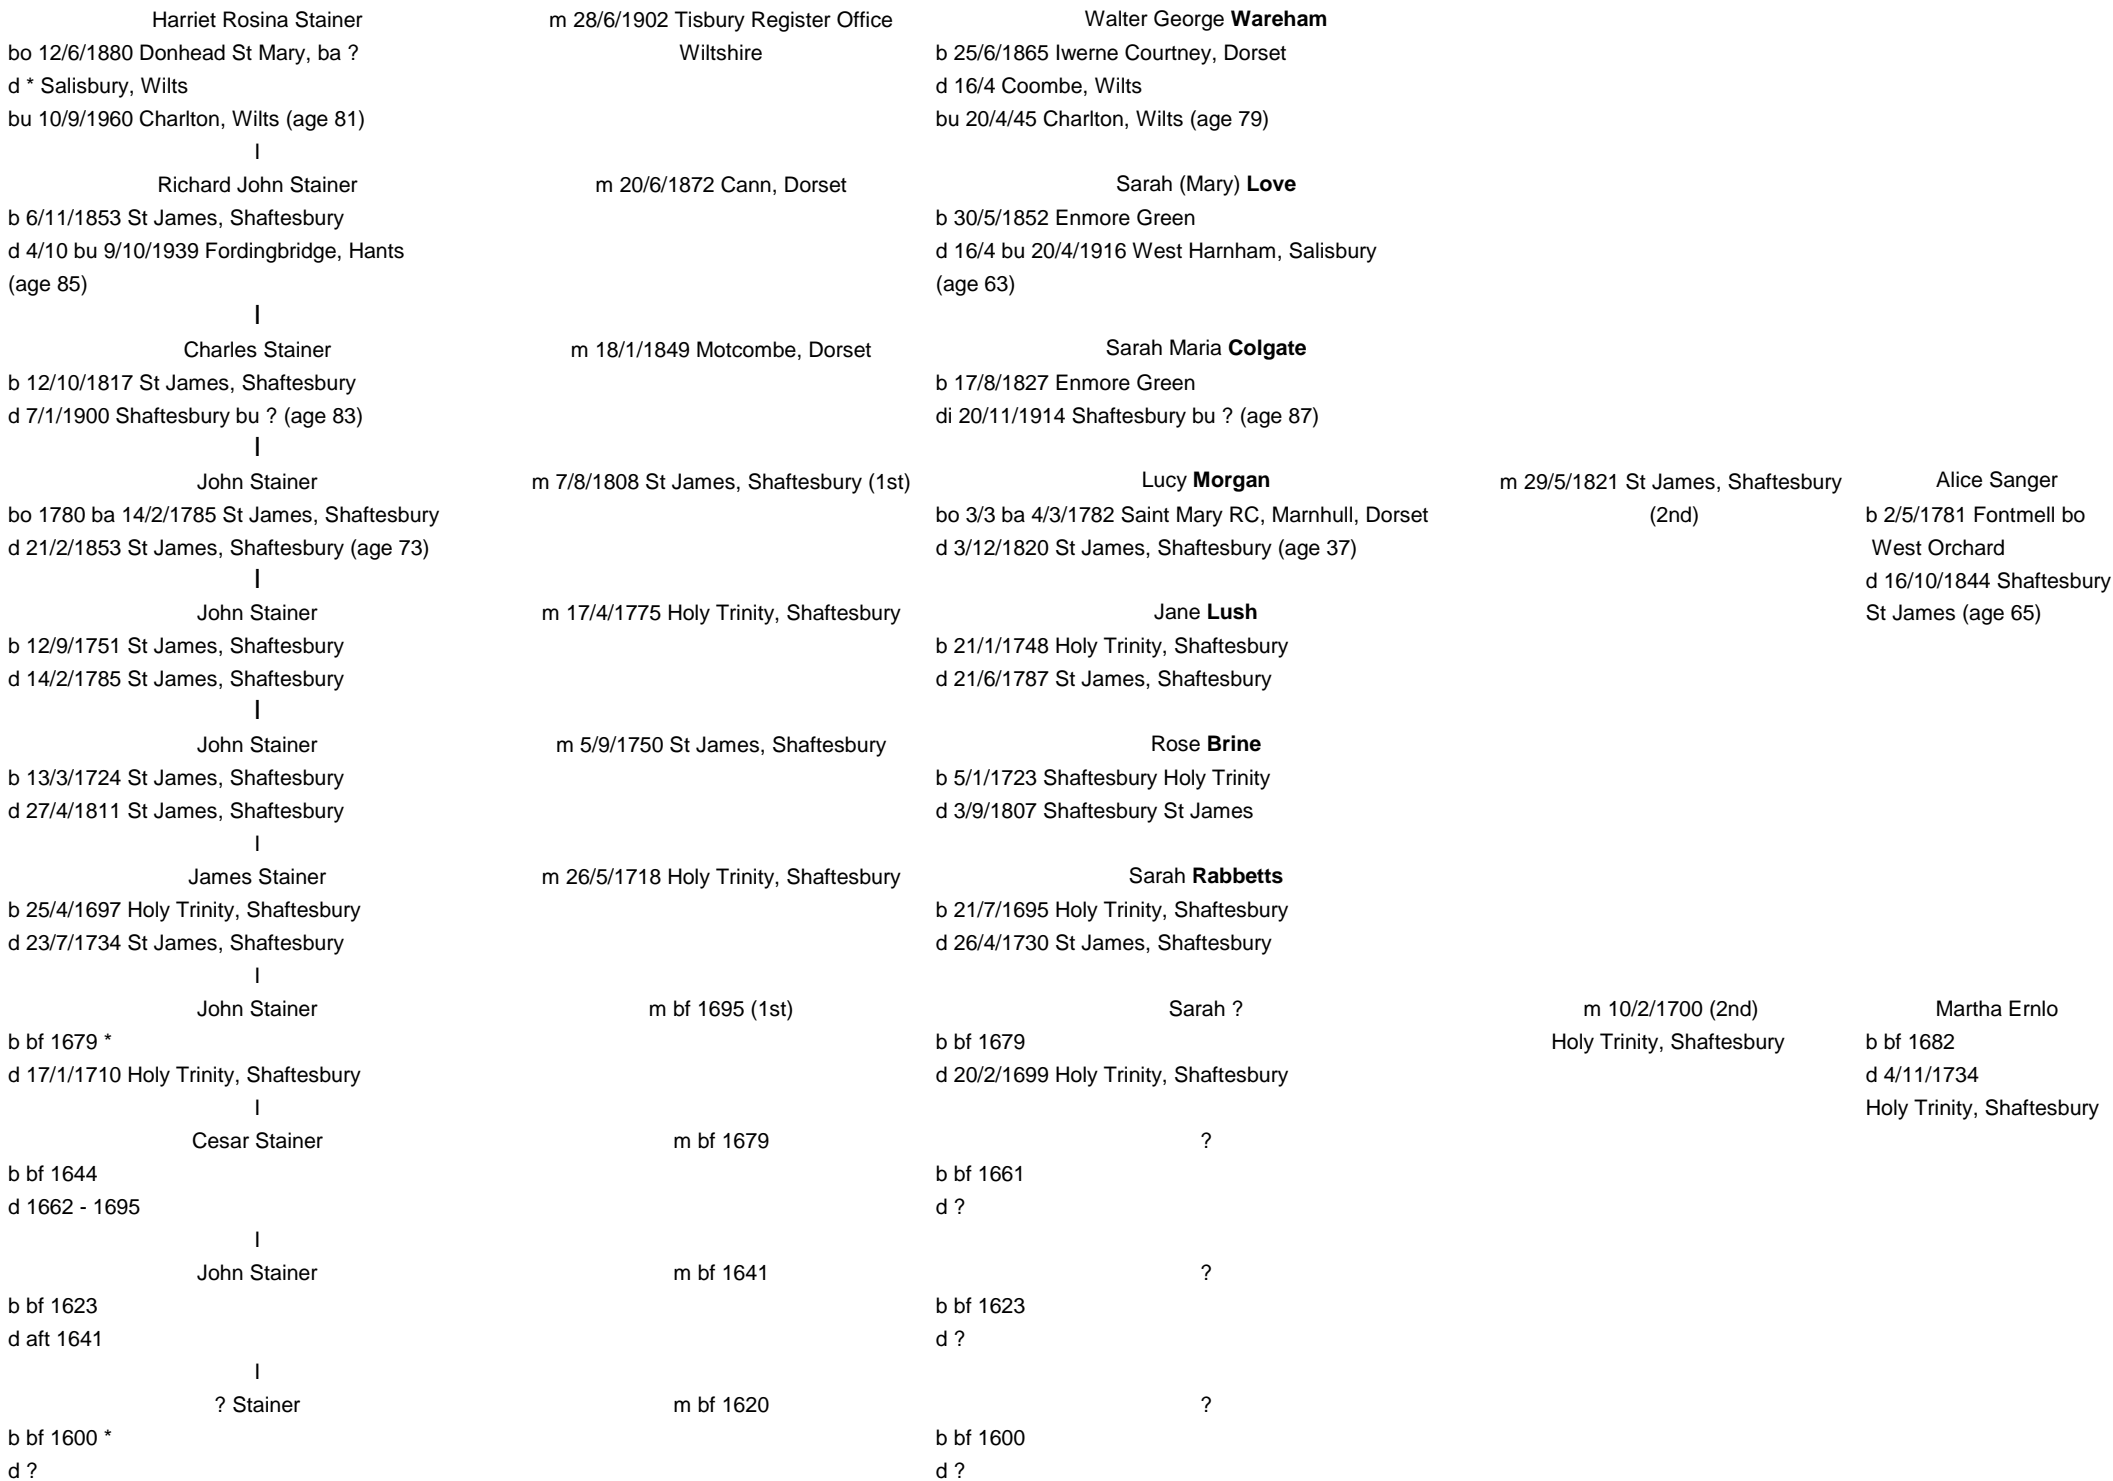 Harriet Rosina Stainer m 28/6/1902 Tisbury Register Office Walter George Wareham
bo 12/6/1880 Donhead St Mary, ba ? Wiltshire b 25/6/1865 Iwerne Courtney, Dorset
d * Salisbury, Wilts d 16/4 Coombe, Wilts
bu 10/9/1960 Charlton, Wilts (age 81) bu 20/4/45 Charlton, Wilts (age 79)
|
Richard John Stainer m 20/6/1872 Cann, Dorset Sarah (Mary) Love
b 6/11/1853 St James, Shaftesbury b 30/5/1852 Enmore Green
d 4/10 bu 9/10/1939 Fordingbridge, Hants d 16/4 bu 20/4/1916 West Harnham, Salisbury
(age 85) (age 63)
|
Charles Stainer m 18/1/1849 Motcombe, Dorset Sarah Maria Colgate
b 12/10/1817 St James, Shaftesbury b 17/8/1827 Enmore Green
d 7/1/1900 Shaftesbury bu ? (age 83) di 20/11/1914 Shaftesbury bu ? (age 87)
|
John Stainer m 7/8/1808 St James, Shaftesbury (1st) Lucy Morgan m 29/5/1821 St James, Shaftesbury Alice Sanger
bo 1780 ba 14/2/1785 St James, Shaftesbury bo 3/3 ba 4/3/1782 Saint Mary RC, Marnhull, Dorset (2nd) b 2/5/1781 Fontmell bo
d 21/2/1853 St James, Shaftesbury (age 73) d 3/12/1820 St James, Shaftesbury (age 37) West Orchard
| d 16/10/1844 Shaftesbury
John Stainer m 17/4/1775 Holy Trinity, Shaftesbury Jane Lush St James (age 65)
b 12/9/1751 St James, Shaftesbury b 21/1/1748 Holy Trinity, Shaftesbury
d 14/2/1785 St James, Shaftesbury d 21/6/1787 St James, Shaftesbury
|
John Stainer m 5/9/1750 St James, Shaftesbury Rose Brine
b 13/3/1724 St James, Shaftesbury b 5/1/1723 Shaftesbury Holy Trinity
d 27/4/1811 St James, Shaftesbury d 3/9/1807 Shaftesbury St James
|
James Stainer m 26/5/1718 Holy Trinity, Shaftesbury Sarah Rabbetts
b 25/4/1697 Holy Trinity, Shaftesbury b 21/7/1695 Holy Trinity, Shaftesbury
d 23/7/1734 St James, Shaftesbury d 26/4/1730 St James, Shaftesbury
|
John Stainer m bf 1695 (1st) Sarah ? m 10/2/1700 (2nd) Martha Ernlo
b bf 1679 * b bf 1679 Holy Trinity, Shaftesbury b bf 1682
d 17/1/1710 Holy Trinity, Shaftesbury d 20/2/1699 Holy Trinity, Shaftesbury d 4/11/1734
| Holy Trinity, Shaftesbury
Cesar Stainer m bf 1679 ?
b bf 1644 b bf 1661
d 1662 - 1695 d ?
|
John Stainer m bf 1641 ?
b bf 1623 b bf 1623
d aft 1641 d ?
|
? Stainer m bf 1620 ?
b bf 1600 * b bf 1600
d ? d ?